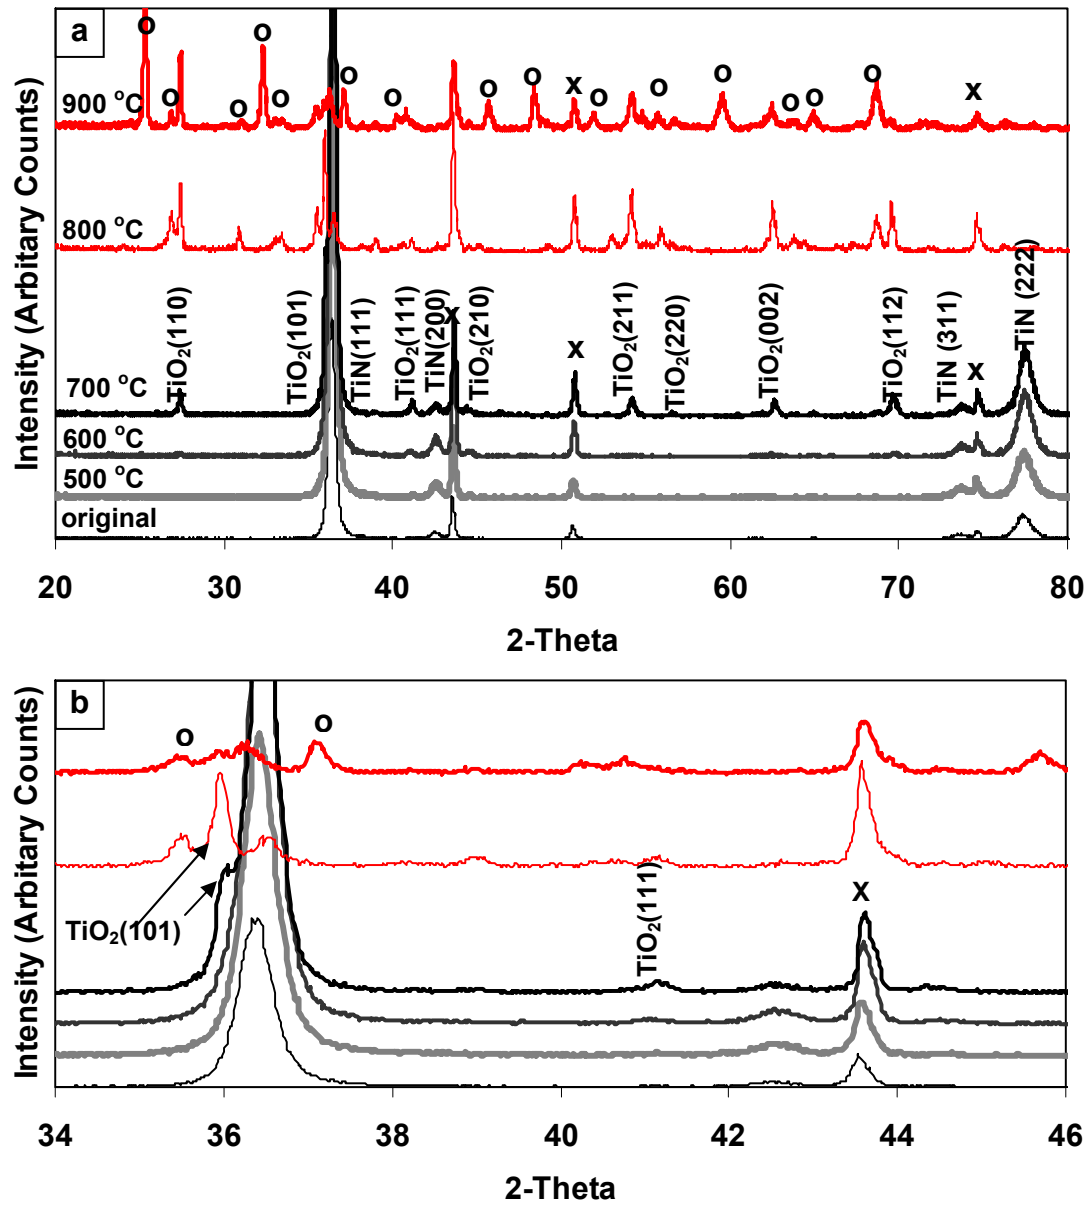 a
Intensity (Arbitary Counts)
o o o o o o o o o x o o o o o o x
900 °C
800 °C
TiO₂(110) TiO₂(101) TiN(111) TiO₂(111) TiN(200) x TiO₂(210) x TiO₂(211) TiO₂(220) TiO₂(002) TiO₂(112) TiN (311) x TiN (222)
700 °C
600 °C
500 °C
original
20 30 40 50 60 70 80
2-Theta
b
Intensity (Arbitary Counts)
o o
TiO₂(101)
TiO₂(111)
X
34 36 38 40 42 44 46
2-Theta